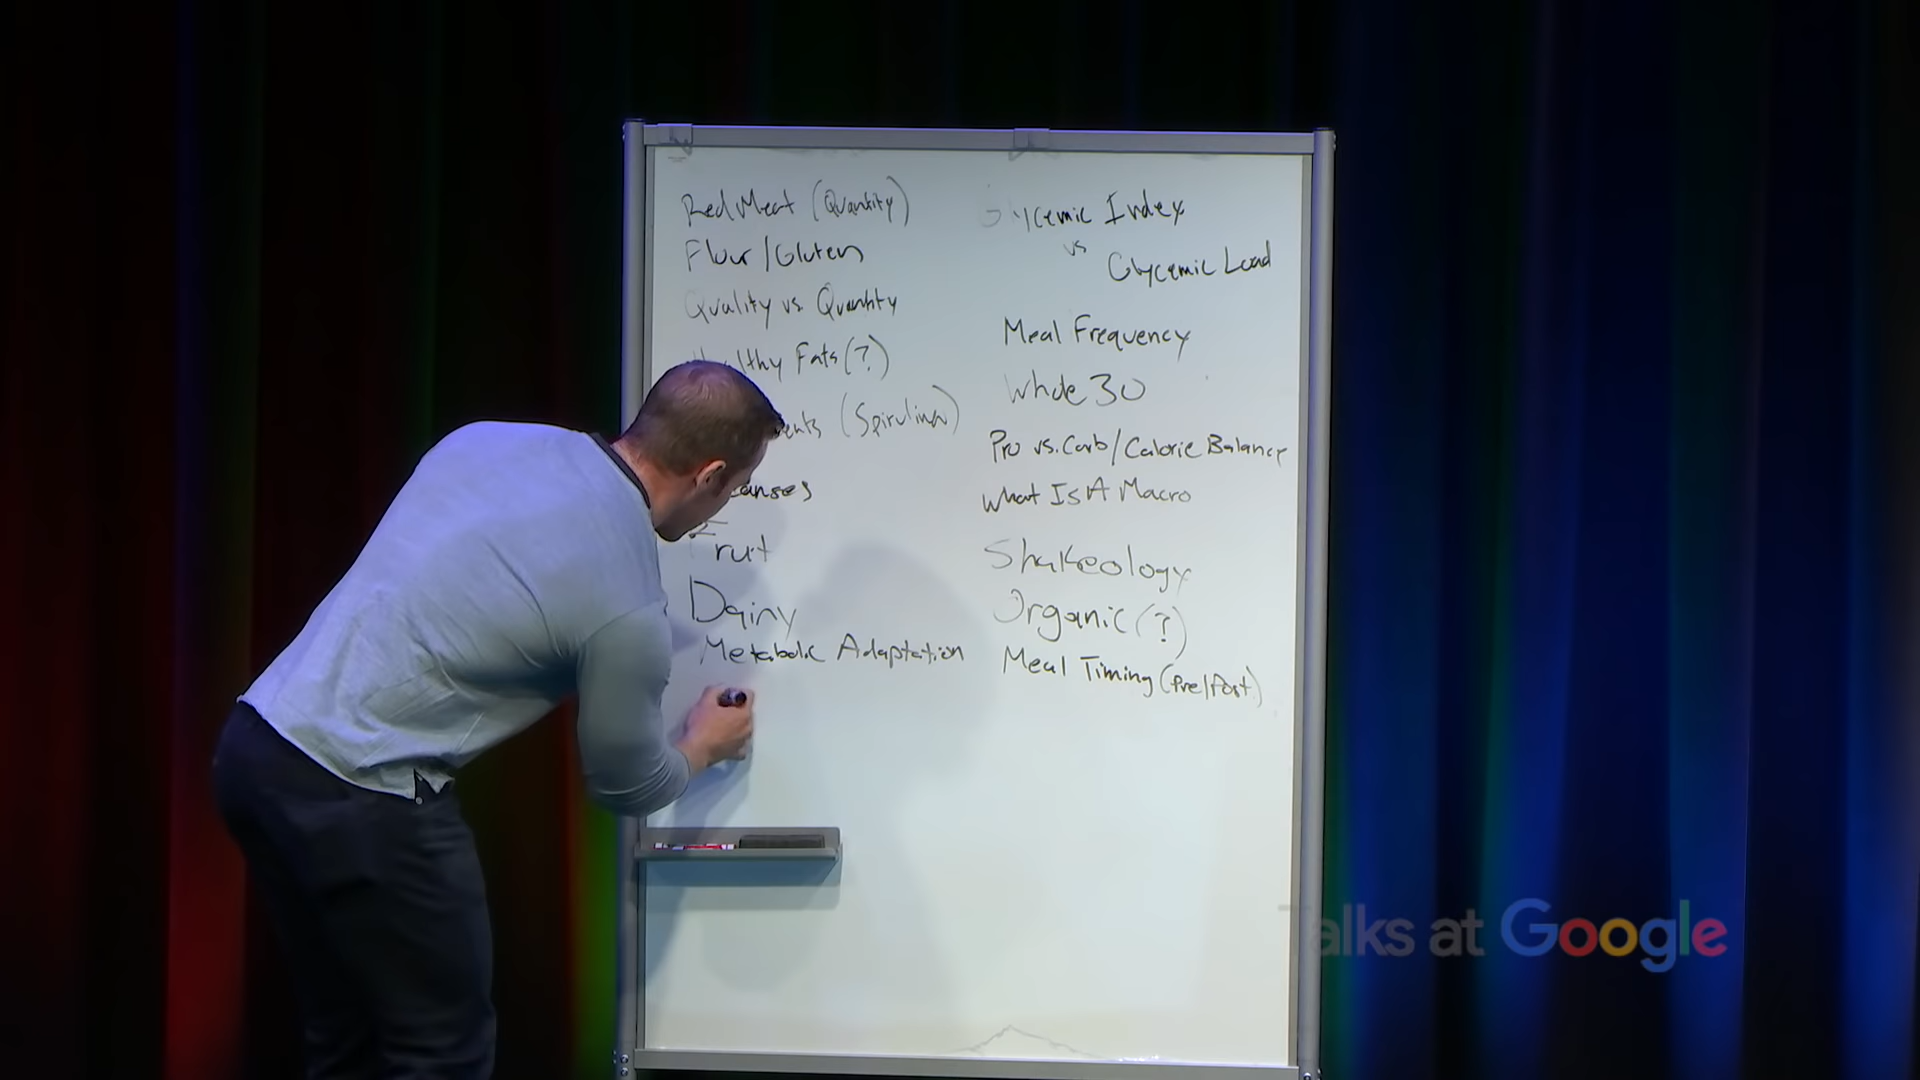 Red Meat (Quantity)
Flour/Gluten
Quality vs Quantity
Fats (?)
(Spirulina)
Fruit
Dairy
Metabolic Adaptation
Glycemic Index
vs
Glycemic Load
Meal Frequency
Whole 30
Pro vs. Carb/Calorie Balance
What Is A Macro
Shakeology
Organic (?)
Meal Timing (Pre/Post)
Talks at Google